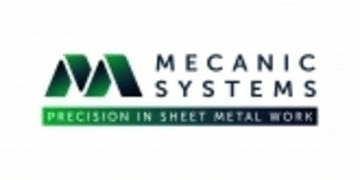 MECANIC
SYSTEMS
PRECISION IN SHEET METAL WORK